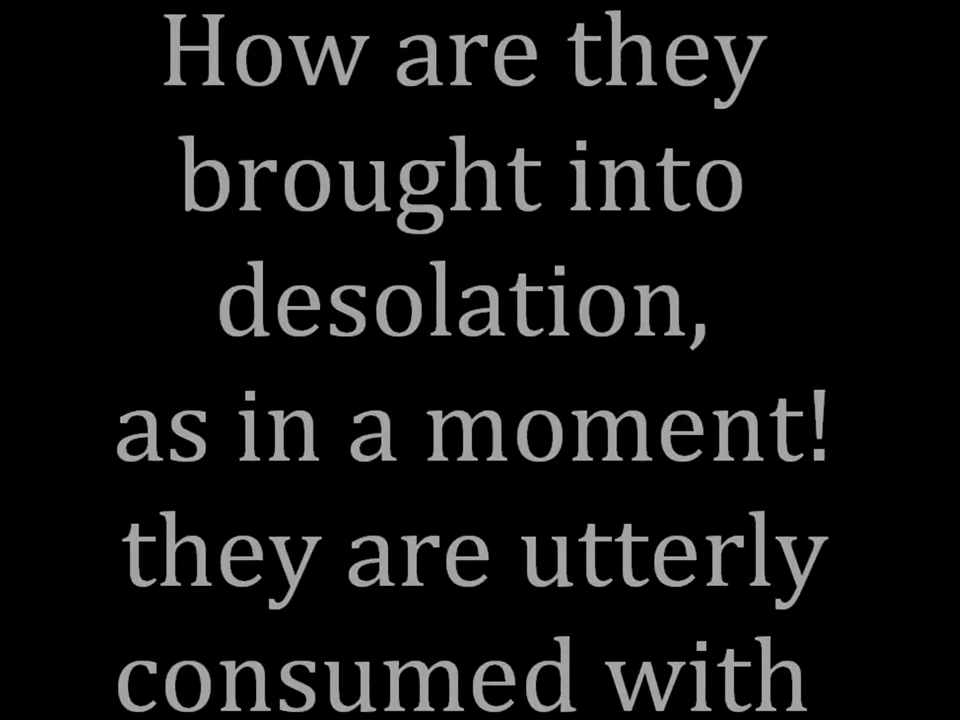 How are they
brought into
desolation,
as in a moment!
they are utterly
consumed with